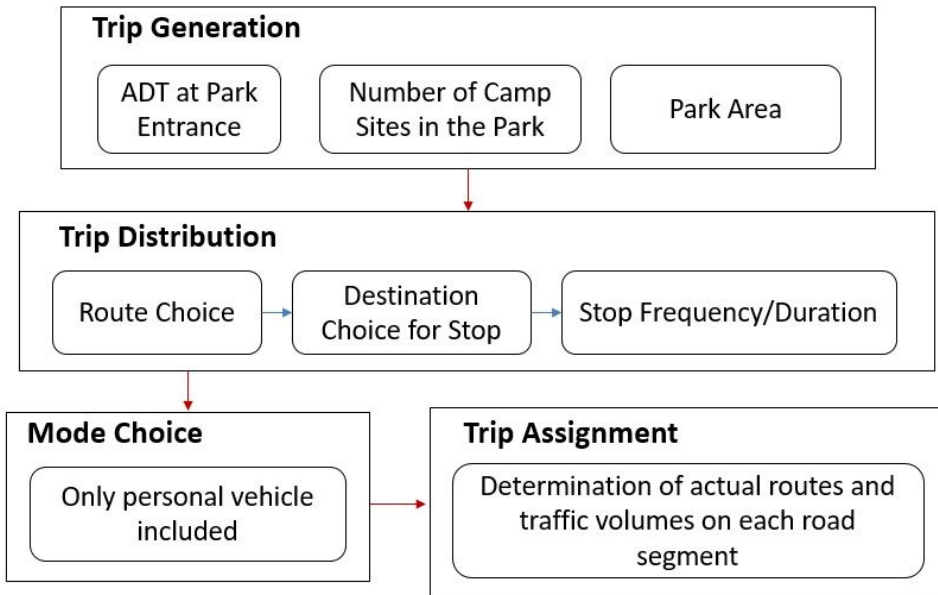 Trip Generation
ADT at Park
Entrance
Number of Camp
Sites in the Park
Park Area
Trip Distribution
Route Choice
Destination
Choice for Stop
Stop Frequency/Duration
Mode Choice
Only personal vehicle
included
Trip Assignment
Determination of actual routes and
traffic volumes on each road
segment